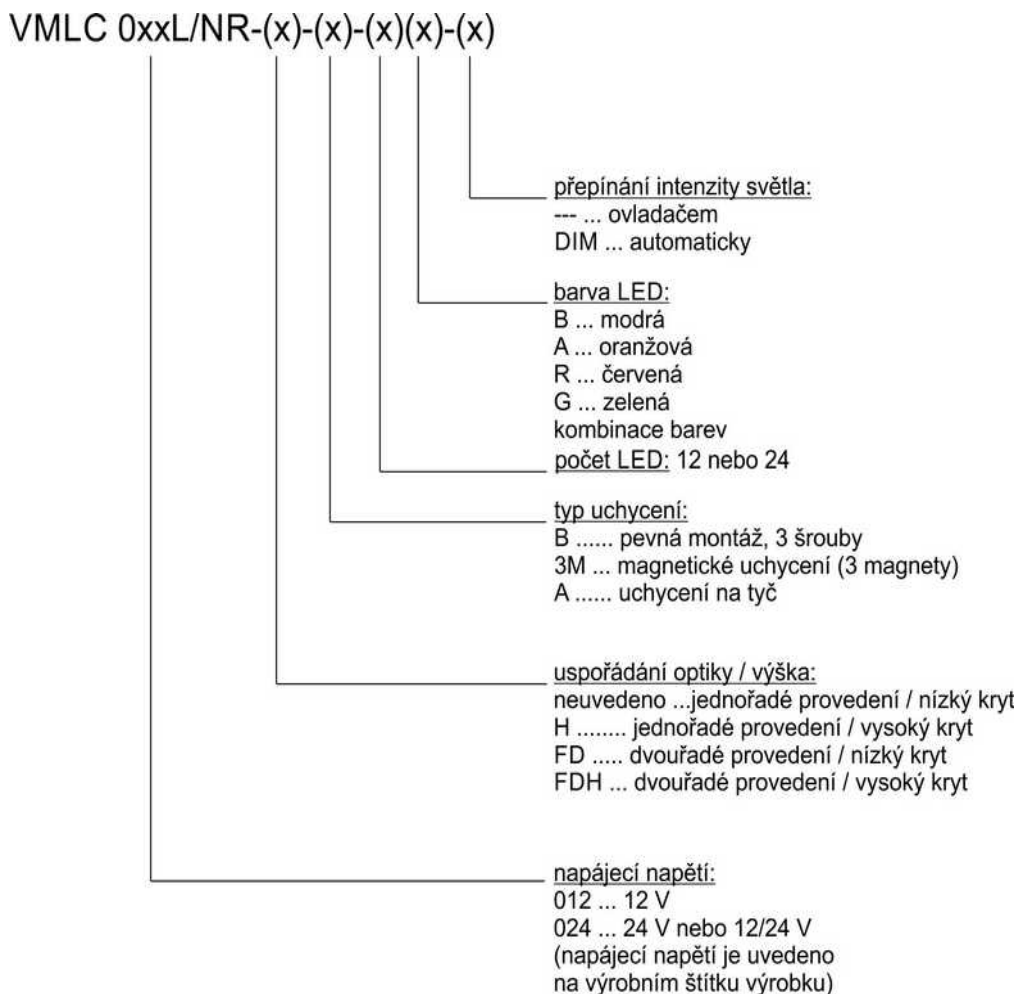 VMLC 0xxL/NR-(x)-(x)-(x)(x)-(x)
přepínání intenzity světla:
--- ... ovladačem
DIM ... automaticky
barva LED:
B ... modrá
A ... oranžová
R ... červená
G ... zelená
kombinace barev
počet LED: 12 nebo 24
typ uchycení:
B ...... pevná montáž, 3 šrouby
3M ... magnetické uchycení (3 magnety)
A ...... uchycení na tyč
uspořádání optiky / výška:
neuvedeno ...jednořadé provedení / nízký kryt
H ........ jednořadé provedení / vysoký kryt
FD ..... dvouřadé provedení / nízký kryt
FDH ... dvouřadé provedení / vysoký kryt
napájecí napětí:
012 ... 12 V
024 ... 24 V nebo 12/24 V
(napájecí napětí je uvedeno
na výrobním štítku výrobku)